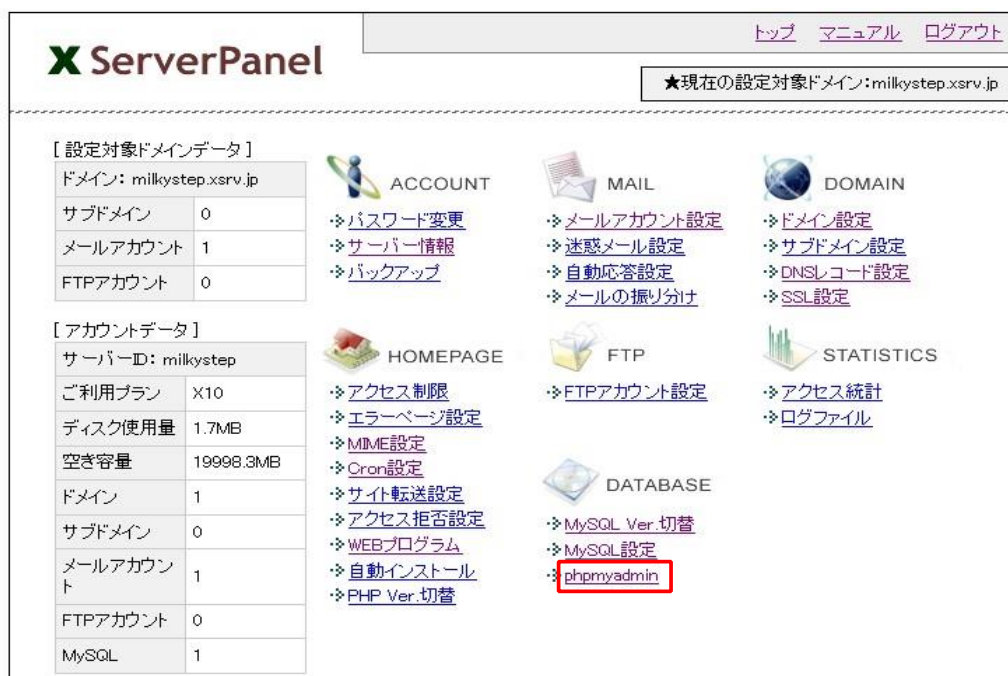 トップ マニュアル ログアウト
X ServerPanel
★現在の設定対象ドメイン：milkystep.xsrv.jp
[ 設定対象ドメインデータ ]
ドメイン： milkystep.xsrv.jp
サブドメイン 0
メールアカウント 1
FTPアカウント 0
[ アカウントデータ ]
サーバーID： milkystep
ご利用プラン X10
ディスク使用量 1.7MB
空き容量 19998.3MB
ドメイン 1
サブドメイン 0
メールアカウン
ト 1
FTPアカウント 0
MySQL 1
ACCOUNT
パスワード変更
サーバー情報
バックアップ
MAIL
メールアカウント設定
迷惑メール設定
自動応答設定
メールの振り分け
DOMAIN
ドメイン設定
サブドメイン設定
DNSレコード設定
SSL設定
HOMEPAGE
アクセス制限
エラーページ設定
MIME設定
Cron設定
サイト転送設定
アクセス拒否設定
WEBプログラム
自動インストール
PHP Ver.切替
FTP
FTPアカウント設定
STATISTICS
アクセス統計
ログファイル
DATABASE
MySQL Ver.切替
MySQL設定
phpmyadmin